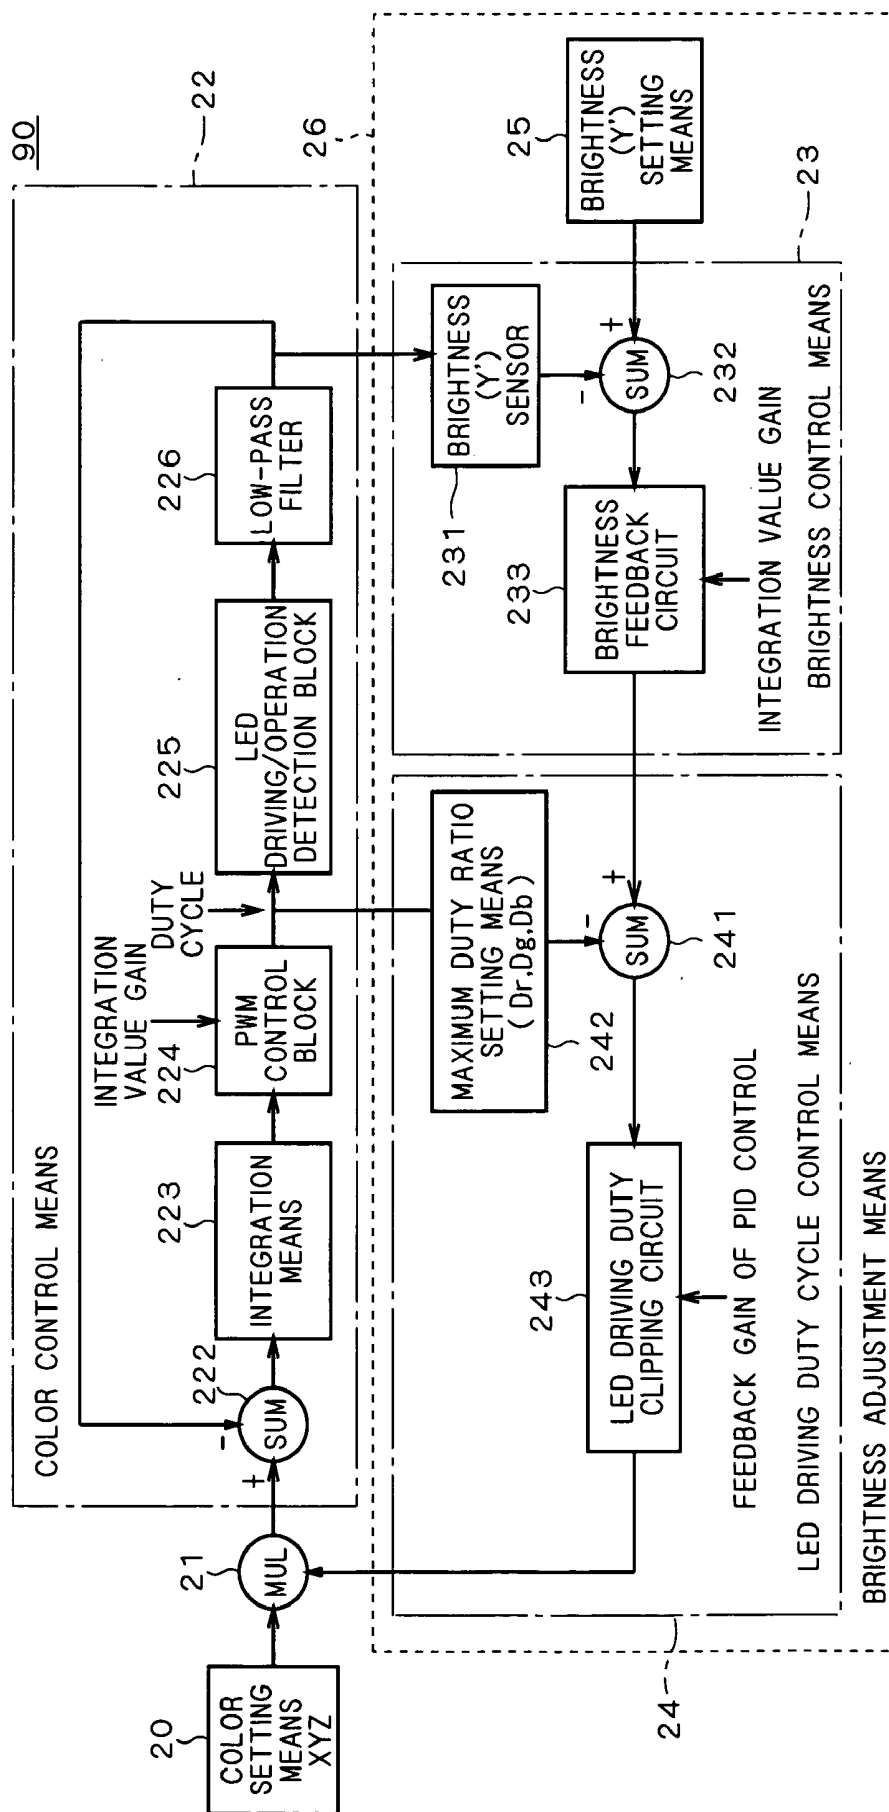 90
COLOR CONTROL MEANS
22
20
COLOR
SETTING
MEANS
XYZ
21
MUL
+
-
SUM
222
223
INTEGRATION
MEANS
INTEGRATION
VALUE GAIN
224
PWM
CONTROL
BLOCK
DUTY
CYCLE
225
LED
DRIVING/OPERATION
DETECTION BLOCK
226
LOW-PASS
FILTER
26
25
BRIGHTNESS
(Y')
SETTING
MEANS
23
BRIGHTNESS
(Y')
SENSOR
231
+
-
SUM
232
233
BRIGHTNESS
FEEDBACK
CIRCUIT
INTEGRATION VALUE GAIN
BRIGHTNESS CONTROL MEANS
MAXIMUM DUTY RATIO
SETTING MEANS
(Dr,Dg,Db)
242
+
-
SUM
241
243
LED DRIVING DUTY
CLIPPING CIRCUIT
FEEDBACK GAIN OF PID CONTROL
LED DRIVING DUTY CYCLE CONTROL MEANS
24
BRIGHTNESS ADJUSTMENT MEANS